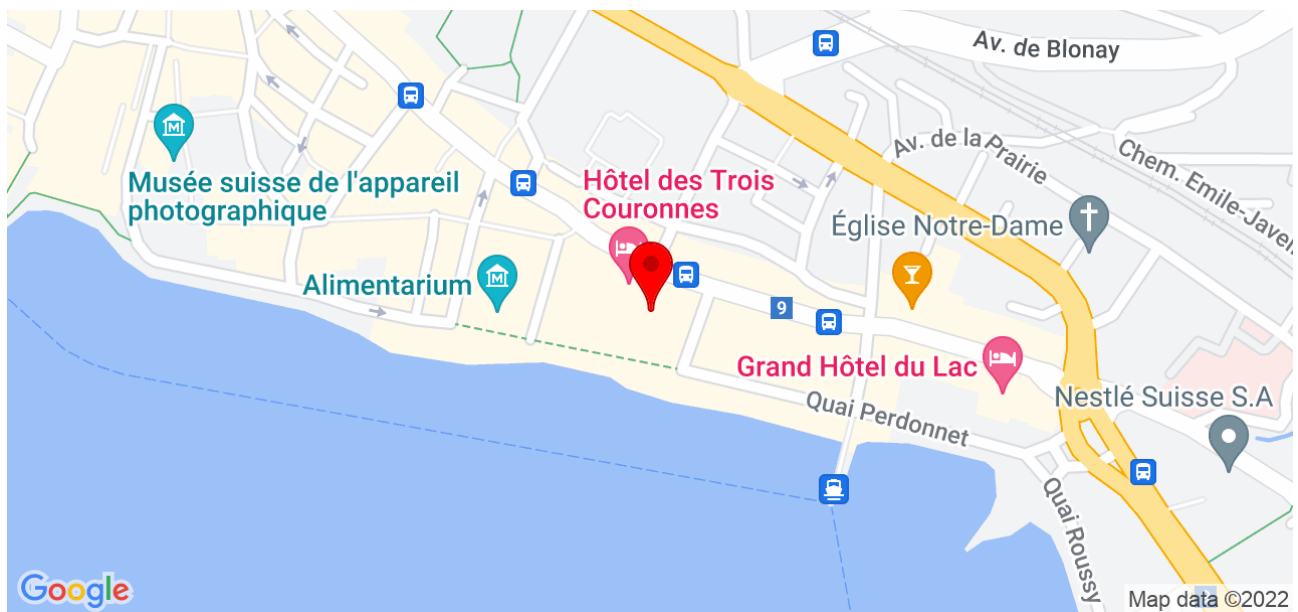 Av. de Blonay
Musée suisse de l'appareil
photographique
Hôtel des Trois
Couronnes
Av. de la Prairie
Chem. Emile-Javel
Église Notre-Dame
Alimentarium
9
Grand Hôtel du Lac
Quai Perdonnet
Nestlé Suisse S.A
Quai Roussy
Google
Map data ©2022